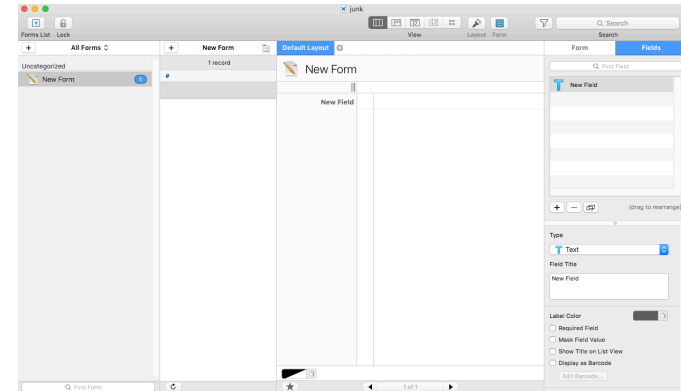 junk
Forms List Lock
View
Layout Form
Search
Search
+ All Forms
+ New Form
Default Layout
Form Fields
Uncategorized
New Form 1
1 record
#
New Form
New Field
Find Field
New Field
(drag to rearrange)
Type
Text
Field Title
New Field
Label Color
Required Field
Mask Field Value
Show Title on List View
Display as Barcode
Edit Barcode...
Find Form
1 of 1